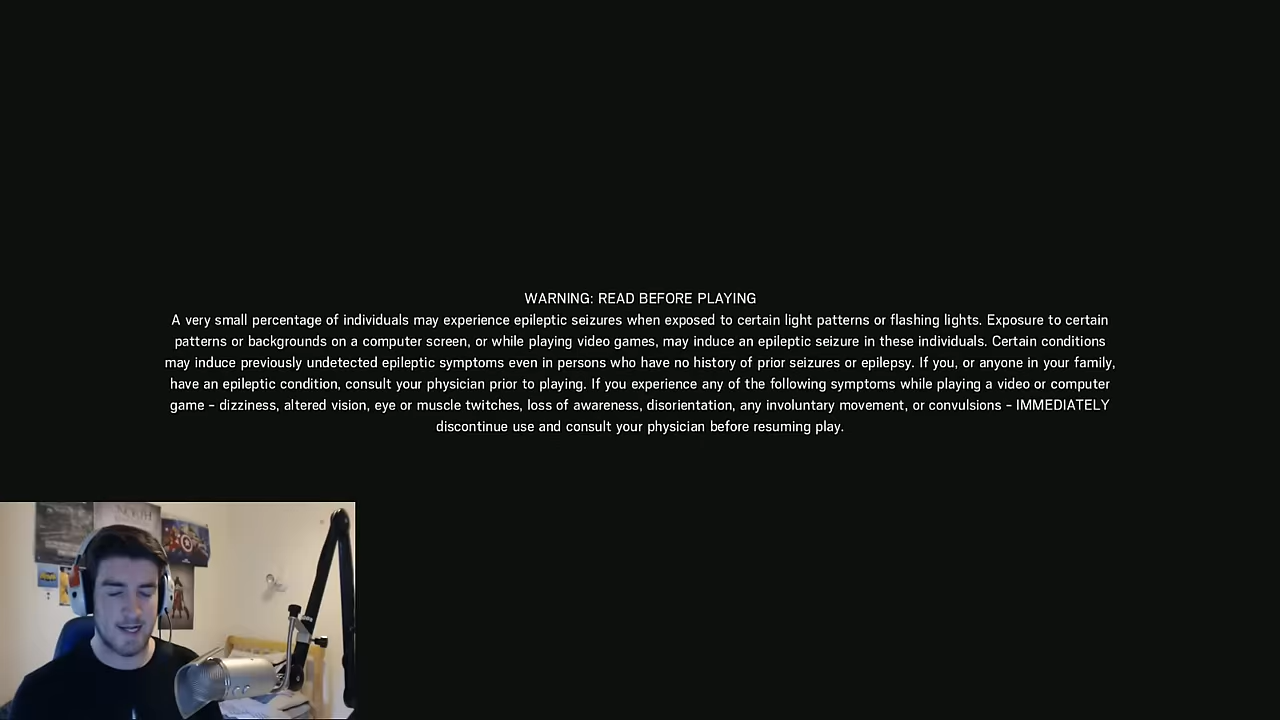 WARNING: READ BEFORE PLAYING
A very small percentage of individuals may experience epileptic seizures when exposed to certain light patterns or flashing lights. Exposure to certain
patterns or backgrounds on a computer screen, or while playing video games, may induce an epileptic seizure in these individuals. Certain conditions
may induce previously undetected epileptic symptoms even in persons who have no history of prior seizures or epilepsy. If you, or anyone in your family,
have an epileptic condition, consult your physician prior to playing. If you experience any of the following symptoms while playing a video or computer
game – dizziness, altered vision, eye or muscle twitches, loss of awareness, disorientation, any involuntary movement, or convulsions – IMMEDIATELY
discontinue use and consult your physician before resuming play.